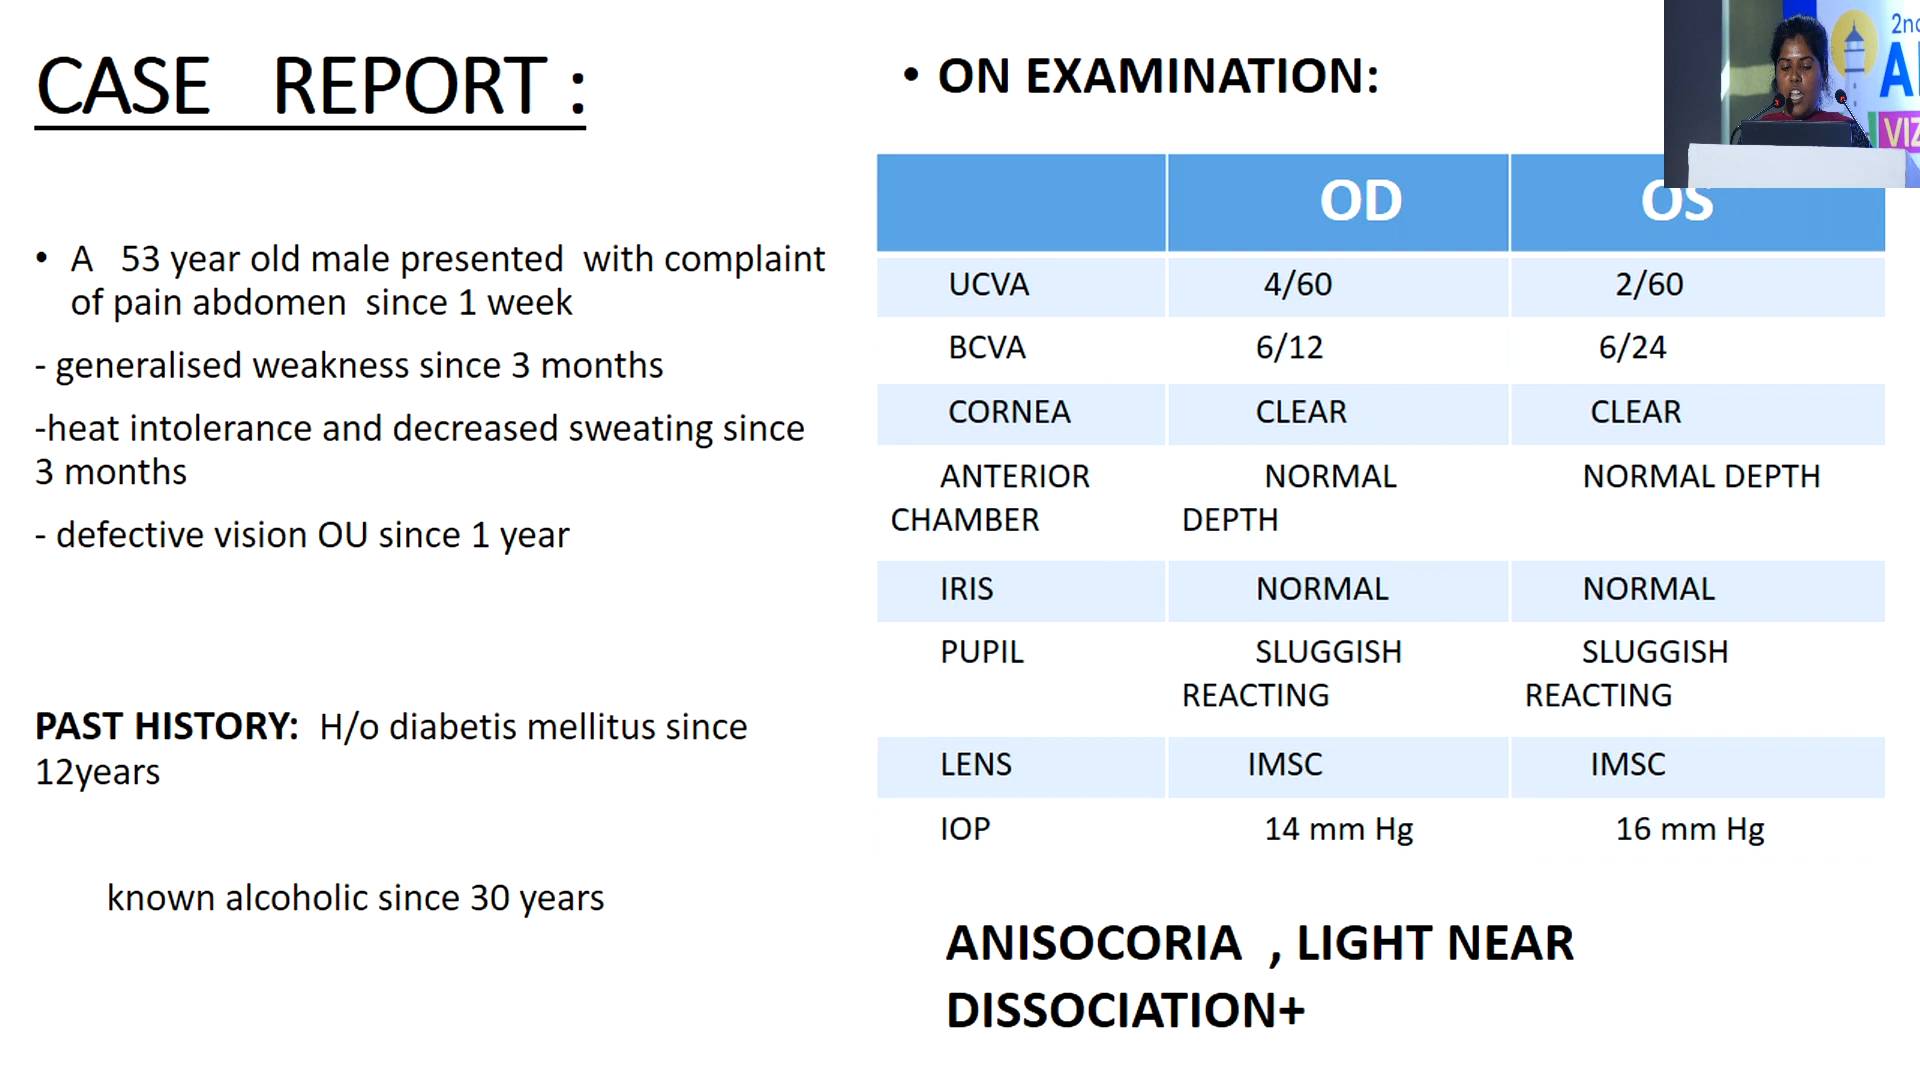 CASE REPORT :
• A 53 year old male presented with complaint
of pain abdomen since 1 week
- generalised weakness since 3 months
-heat intolerance and decreased sweating since
3 months
- defective vision OU since 1 year
PAST HISTORY: H/o diabetis mellitus since
12years
known alcoholic since 30 years
• ON EXAMINATION:
OD OS
UCVA 4/60 2/60
BCVA 6/12 6/24
CORNEA CLEAR CLEAR
ANTERIOR NORMAL NORMAL DEPTH
CHAMBER DEPTH
IRIS NORMAL NORMAL
PUPIL SLUGGISH SLUGGISH
REACTING REACTING
LENS IMSC IMSC
IOP 14 mm Hg 16 mm Hg
ANISOCORIA , LIGHT NEAR
DISSOCIATION+